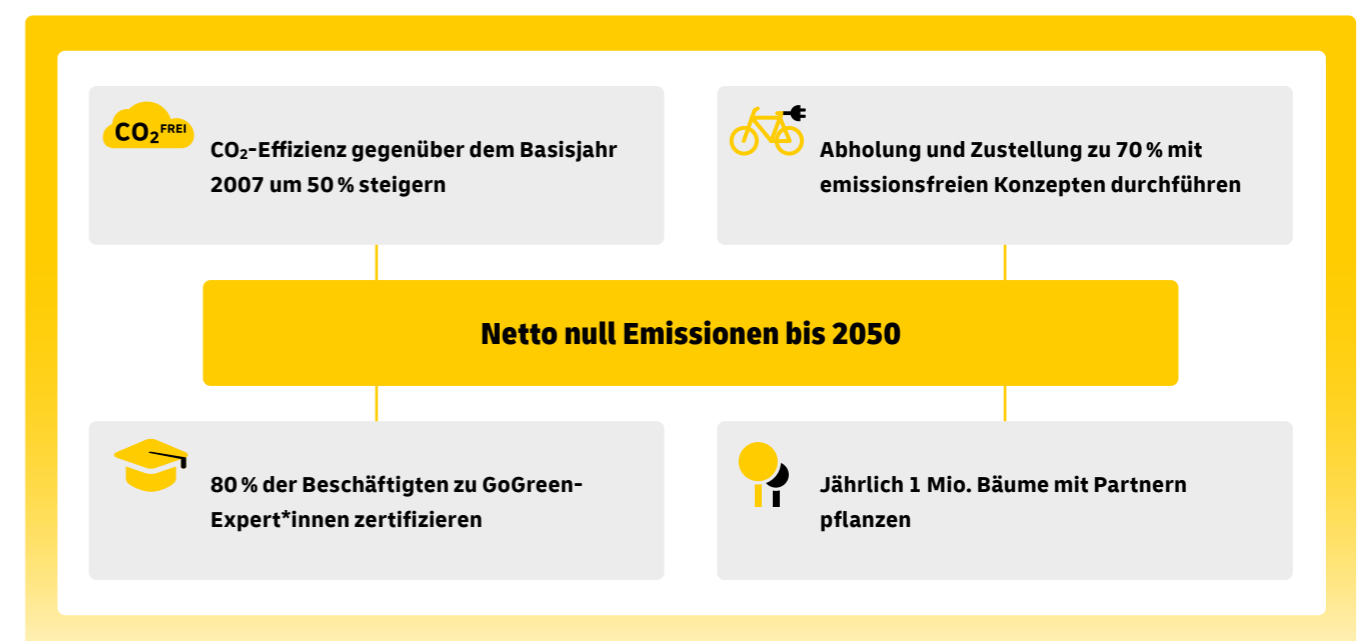 CO₂FREI
CO₂-Effizienz gegenüber dem Basisjahr
2007 um 50 % steigern
Abholung und Zustellung zu 70 % mit
emissionsfreien Konzepten durchführen
Netto null Emissionen bis 2050
80 % der Beschäftigten zu GoGreen-
Expert*innen zertifizieren
Jährlich 1 Mio. Bäume mit Partnern
pflanzen